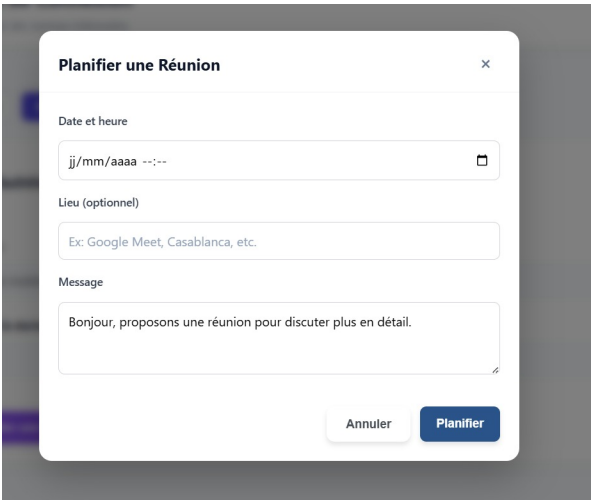 Planifier une Réunion
×
Date et heure
jj/mm/aaaa --:--
Lieu (optionnel)
Ex: Google Meet, Casablanca, etc.
Message
Bonjour, proposons une réunion pour discuter plus en détail.
Annuler
Planifier